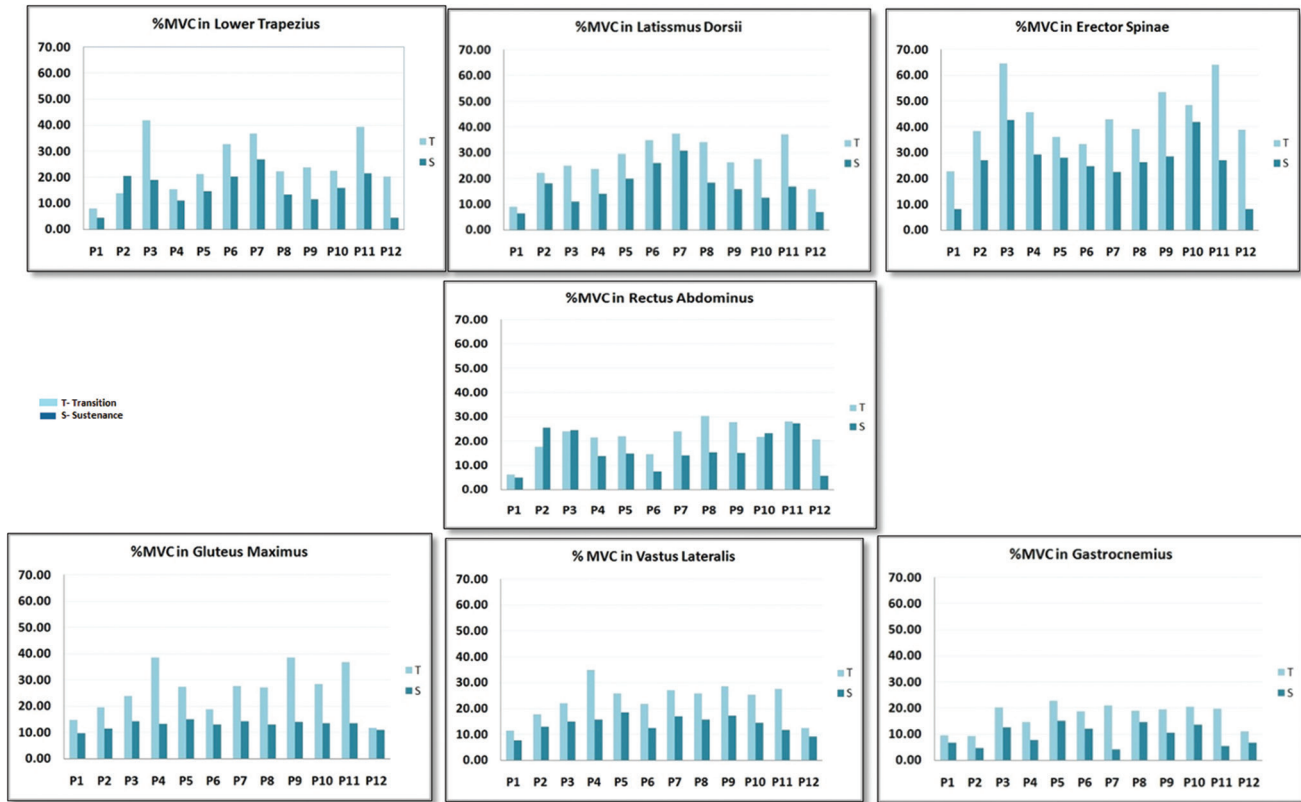 %MVC in Lower Trapezius
70.00
60.00
50.00
40.00
30.00
20.00
10.00
0.00
P1 P2 P3 P4 P5 P6 P7 P8 P9 P10 P11 P12
T
S
%MVC in Latissmus Dorsii
70.00
60.00
50.00
40.00
30.00
20.00
10.00
0.00
P1 P2 P3 P4 P5 P6 P7 P8 P9 P10 P11 P12
T
S
%MVC in Erector Spinae
70.00
60.00
50.00
40.00
30.00
20.00
10.00
0.00
P1 P2 P3 P4 P5 P6 P7 P8 P9 P10 P11 P12
T
S
%MVC in Rectus Abdominus
70.00
60.00
50.00
40.00
30.00
20.00
10.00
0.00
P1 P2 P3 P4 P5 P6 P7 P8 P9 P10 P11 P12
T
S
T- Transition
S- Sustenance
%MVC in Gluteus Maximus
70.00
60.00
50.00
40.00
30.00
20.00
10.00
0.00
P1 P2 P3 P4 P5 P6 P7 P8 P9 P10 P11 P12
T
S
% MVC in Vastus Lateralis
70.00
60.00
50.00
40.00
30.00
20.00
10.00
0.00
P1 P2 P3 P4 P5 P6 P7 P8 P9 P10 P11 P12
T
S
%MVC in Gastrocnemius
70.00
60.00
50.00
40.00
30.00
20.00
10.00
0.00
P1 P2 P3 P4 P5 P6 P7 P8 P9 P10 P11 P12
T
S